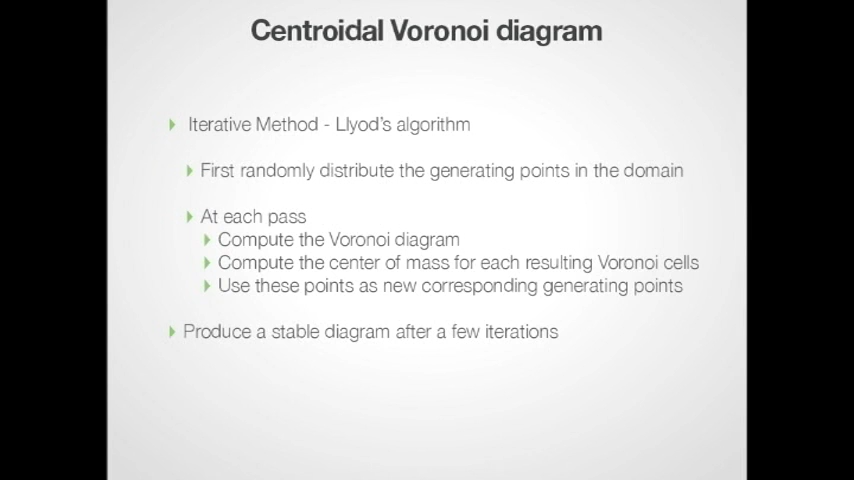 Centroidal Voronoi diagram
Iterative Method - Llyod's algorithm
First randomly distribute the generating points in the domain
At each pass
Compute the Voronoi diagram
Compute the center of mass for each resulting Voronoi cells
Use these points as new corresponding generating points
Produce a stable diagram after a few iterations